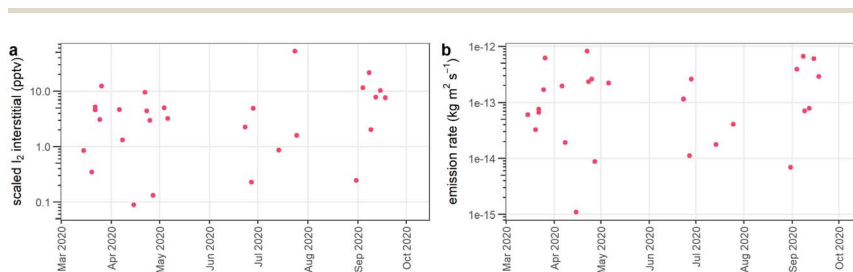 a
scaled I₂ interstitial (pptv)
10.0
1.0
0.1
Mar 2020
Apr 2020
May 2020
Jun 2020
Jul 2020
Aug 2020
Sep 2020
Oct 2020
b
emission rate (kg m² s⁻¹)
1e-12
1e-13
1e-14
1e-15
Mar 2020
Apr 2020
May 2020
Jun 2020
Jul 2020
Aug 2020
Sep 2020
Oct 2020